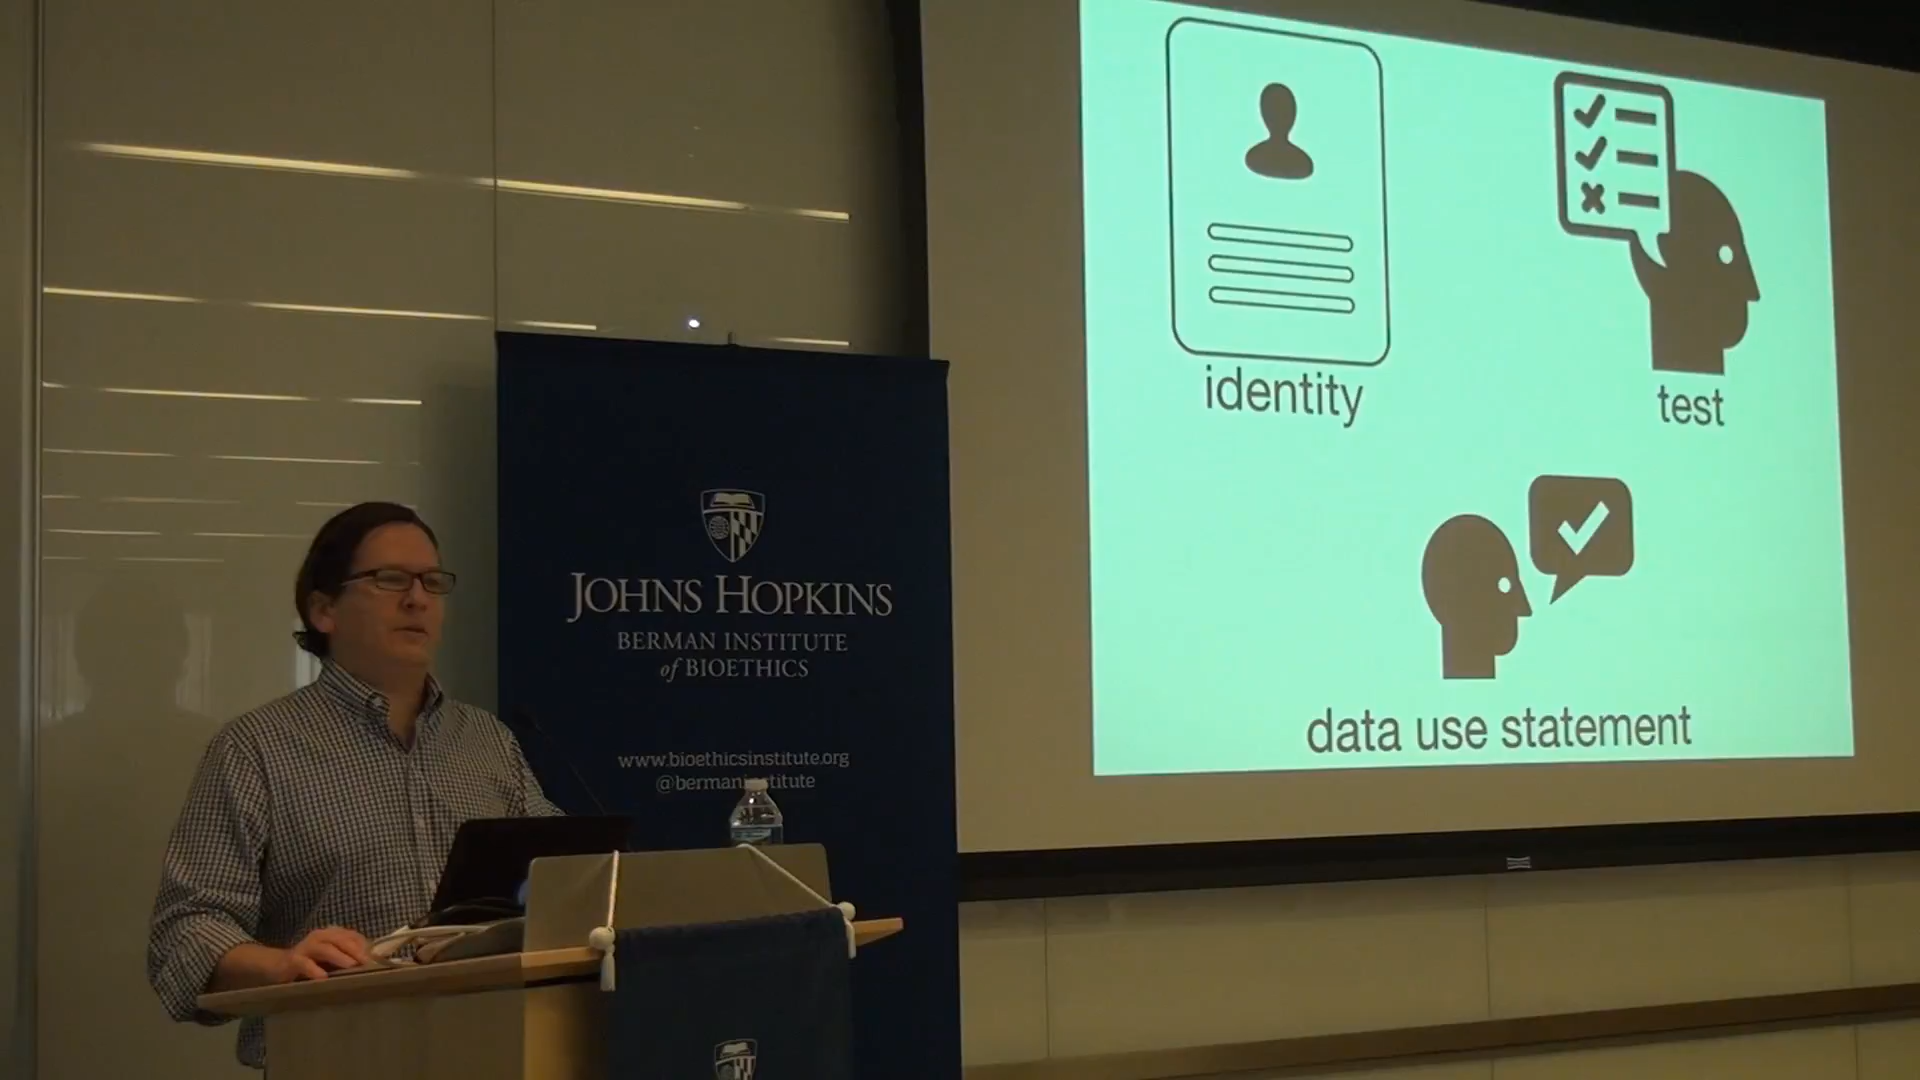 JOHNS HOPKINS
BERMAN INSTITUTE
of BIOETHICS
www.bioethicsinstitute.org
identity
test
data use statement